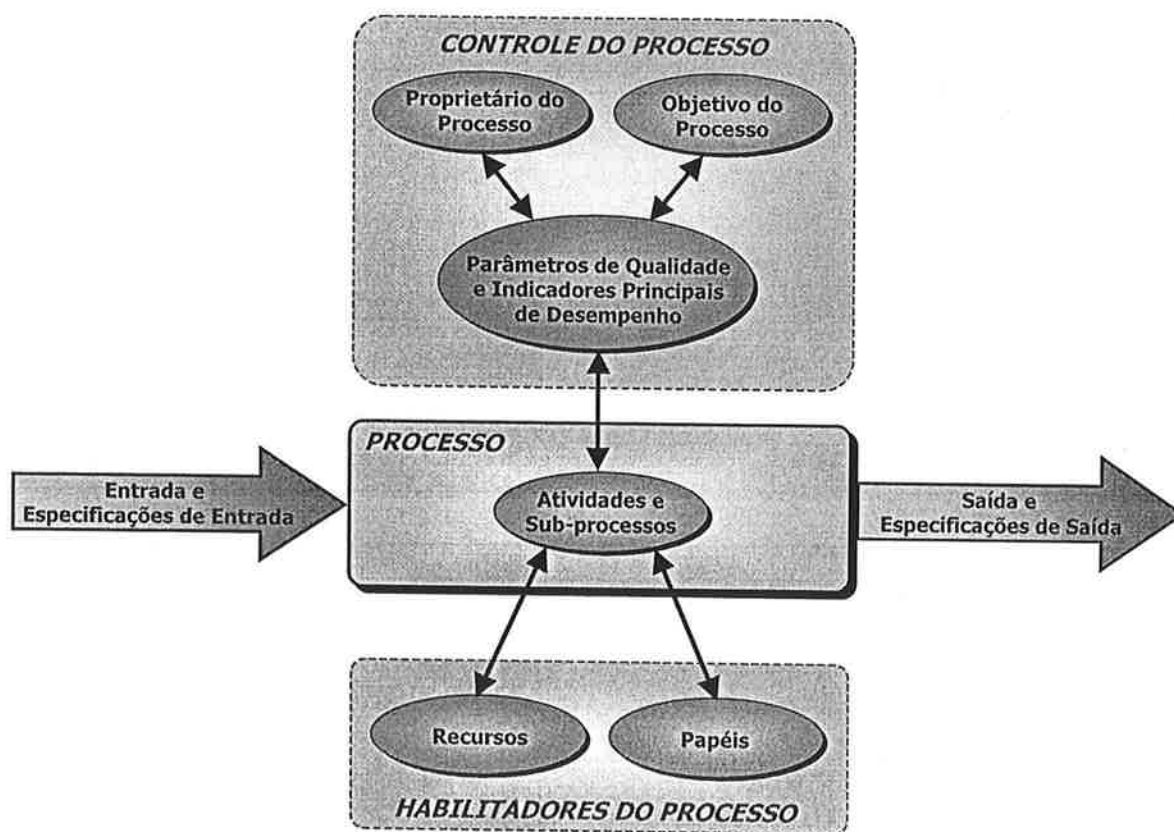 CONTROLE DO PROCESSO
Proprietário do
Processo
Objetivo do
Processo
Parâmetros de Qualidade
e Indicadores Principais
de Desempenho
PROCESSO
Entrada e
Especificações de Entrada
Atividades e
Sub-processos
Saída e
Especificações de Saída
Recursos
Papéis
HABILITADORES DO PROCESSO